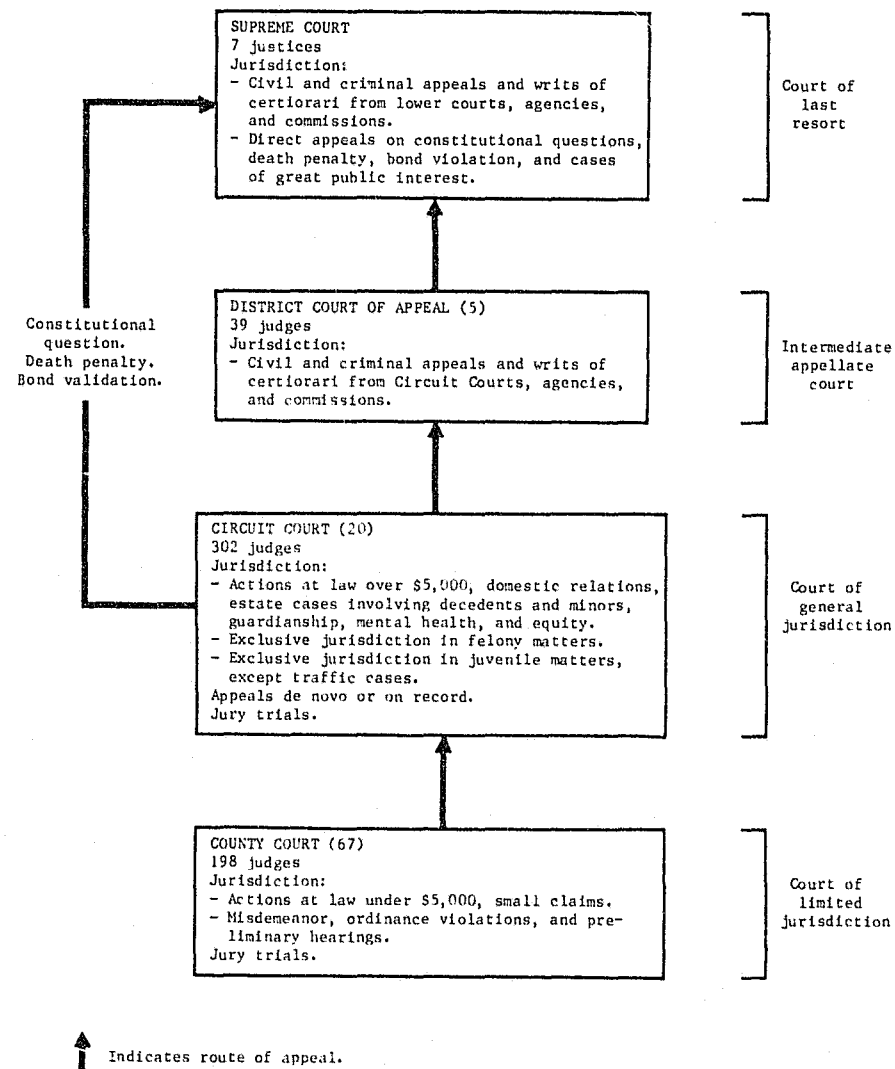 SUPREME COURT
7 justices
Jurisdiction:
- Civil and criminal appeals and writs of
certiorari from lower courts, agencies,
and commissions.
- Direct appeals on constitutional questions,
death penalty, bond violation, and cases
of great public interest.
Court of
last
resort
Constitutional
question.
Death penalty.
Bond validation.
DISTRICT COURT OF APPEAL (5)
39 judges
Jurisdiction:
- Civil and criminal appeals and writs of
certiorari from Circuit Courts, agencies,
and commissions.
Intermediate
appellate
court
CIRCUIT COURT (20)
302 judges
Jurisdiction:
- Actions at law over $5,000, domestic relations,
estate cases involving decedents and minors,
guardianship, mental health, and equity.
- Exclusive jurisdiction in felony matters.
- Exclusive jurisdiction in juvenile matters,
except traffic cases.
Appeals de novo or on record.
Jury trials.
Court of
general
jurisdiction
COUNTY COURT (67)
198 judges
Jurisdiction:
- Actions at law under $5,000, small claims.
- Misdemeanor, ordinance violations, and pre-
liminary hearings.
Jury trials.
Court of
limited
jurisdiction
Indicates route of appeal.